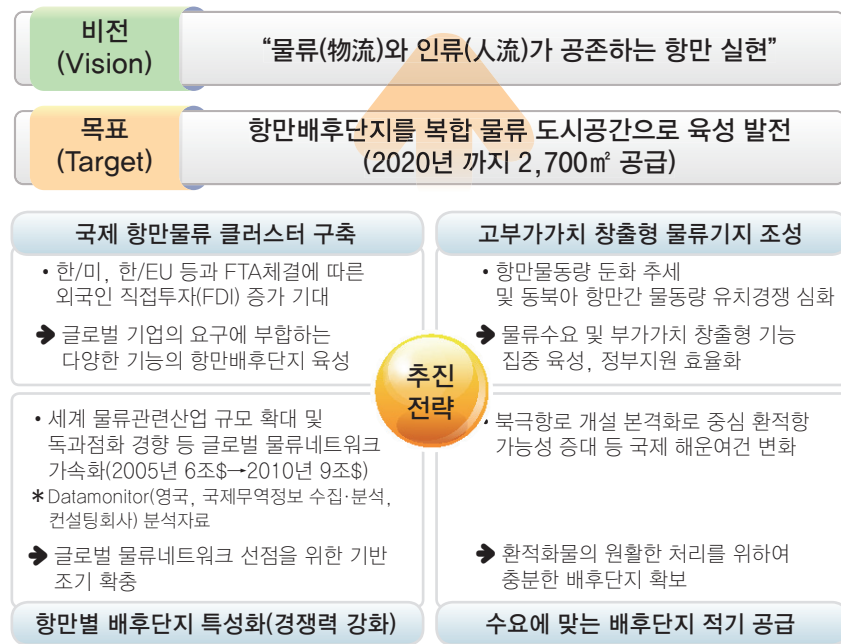 비전
(Vision)
“물류(物流)와 인류(人流)가 공존하는 항만 실현”
목표
(Target)
항만배후단지를 복합 물류 도시공간으로 육성 발전
(2020년 까지 2,700㎡ 공급)
국제 항만물류 클러스터 구축
• 한/미, 한/EU 등과 FTA체결에 따른
외국인 직접투자(FDI) 증가 기대
➔ 글로벌 기업의 요구에 부합하는
다양한 기능의 항만배후단지 육성
고부가가치 창출형 물류기지 조성
• 항만물동량 둔화 추세
및 동북아 항만간 물동량 유치경쟁 심화
➔ 물류수요 및 부가가치 창출형 기능
집중 육성, 정부지원 효율화
추진
전략
• 세계 물류관련산업 규모 확대 및
독과점화 경향 등 글로벌 물류네트워크
가속화(2005년 6조$→2010년 9조$)
* Datamonitor(영국, 국제무역정보 수집·분석,
컨설팅회사) 분석자료
➔ 글로벌 물류네트워크 선점을 위한 기반
조기 확충
항만별 배후단지 특성화(경쟁력 강화)
• 북극항로 개설 본격화로 중심 환적항
가능성 증대 등 국제 해운여건 변화
➔ 환적화물의 원활한 처리를 위하여
충분한 배후단지 확보
수요에 맞는 배후단지 적기 공급